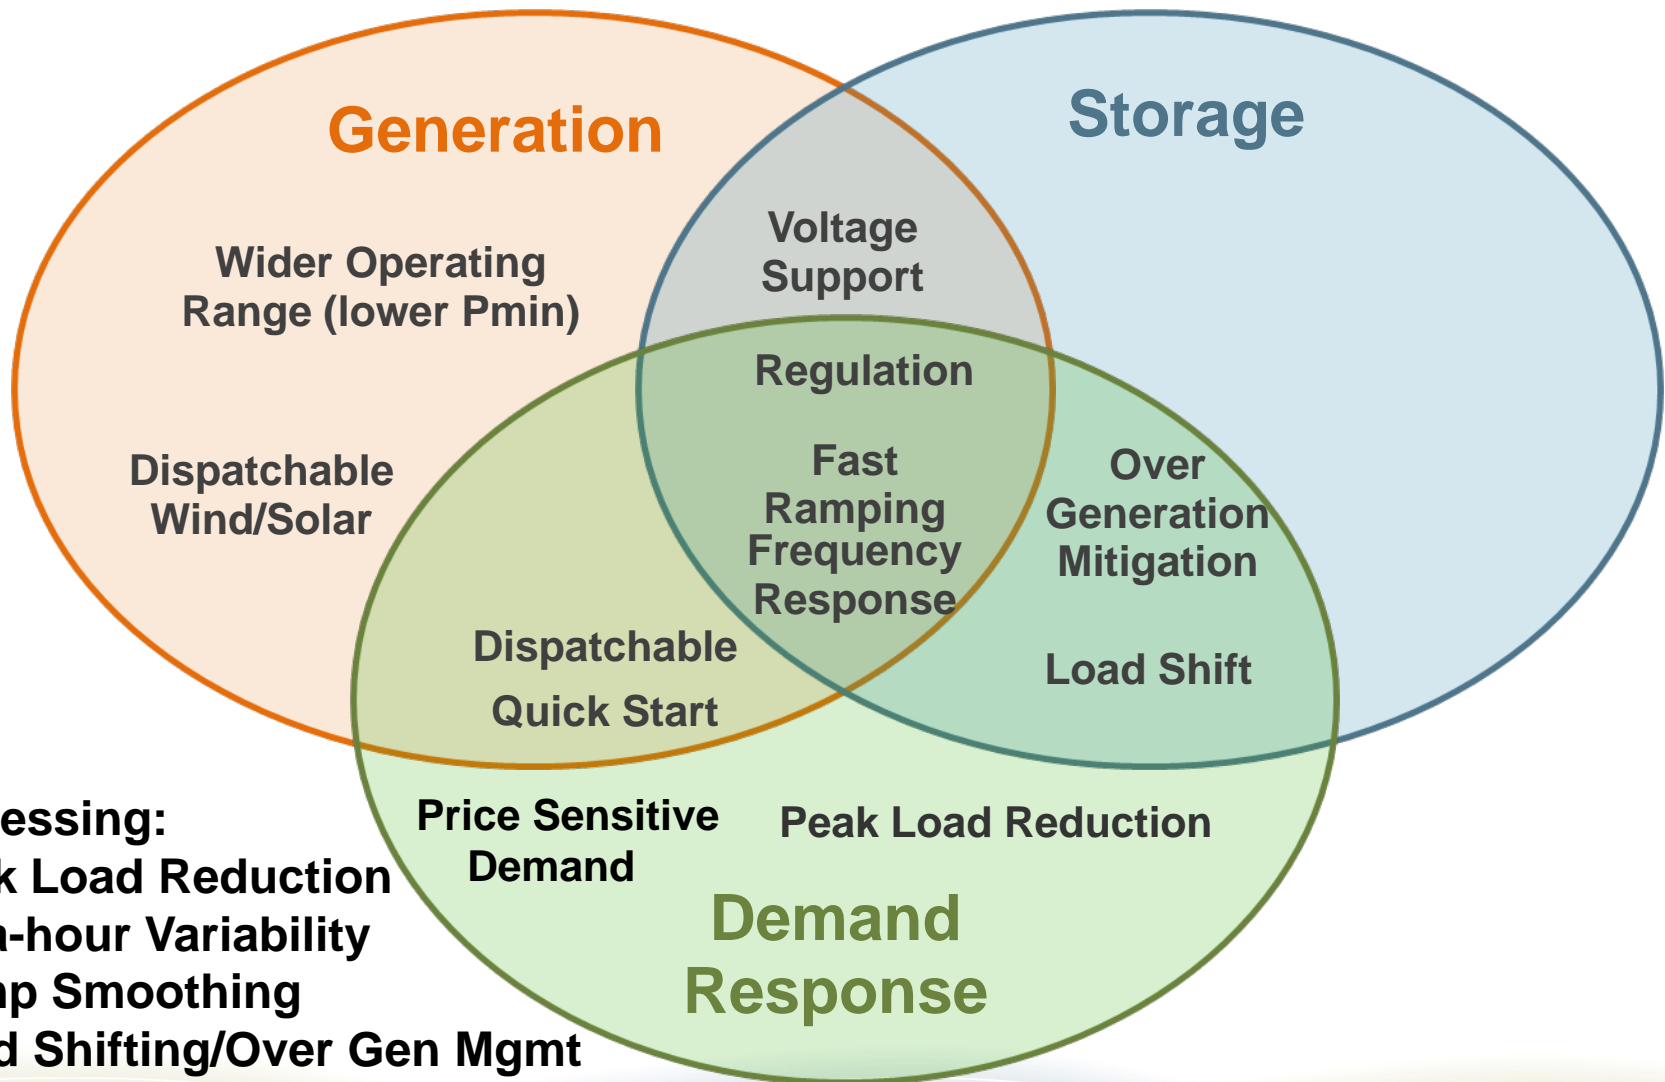 Generation
Storage
Voltage
Support
Wider Operating
Range (lower Pmin)
Regulation
Dispatchable
Wind/Solar
Fast
Ramping
Frequency
Response
Over
Generation
Mitigation
Dispatchable
Quick Start
Load Shift
Price Sensitive
Demand
Peak Load Reduction
Demand
Response
essing:
k Load Reduction
a-hour Variability
np Smoothing
d Shifting/Over Gen Mgmt